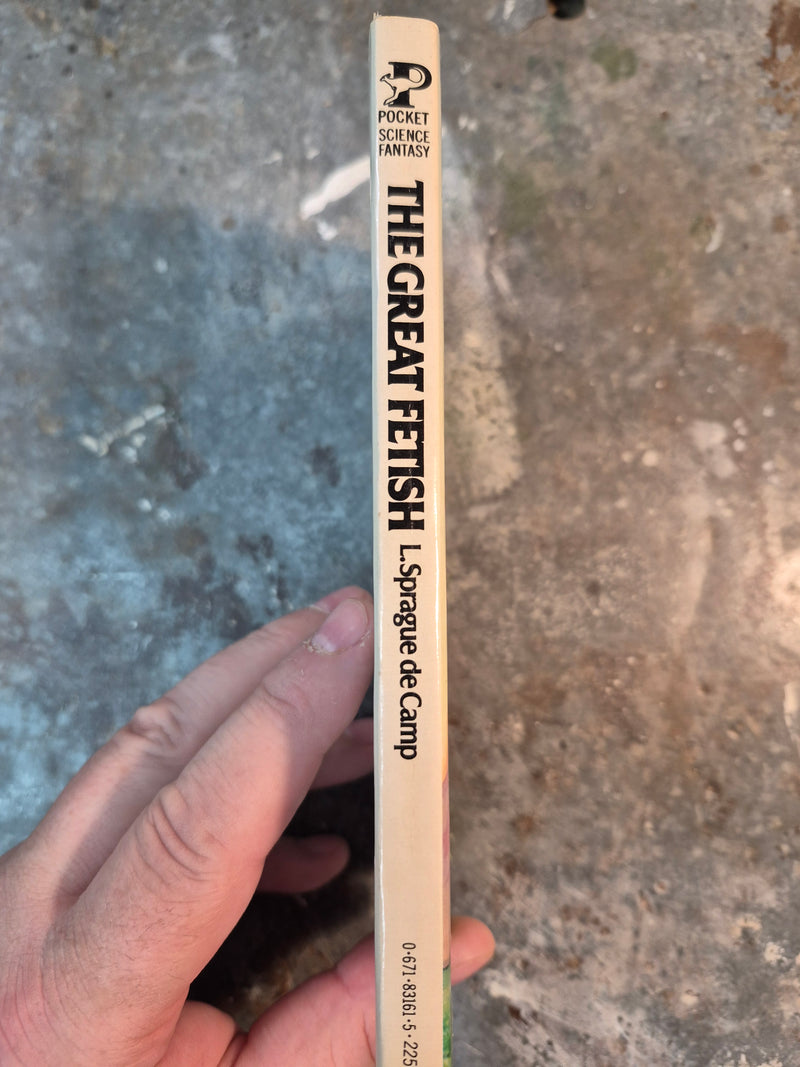 P
POCKET
SCIENCE
FANTASY
THE GREAT FETISH L. Sprague de Camp
0·671·83161·5·225